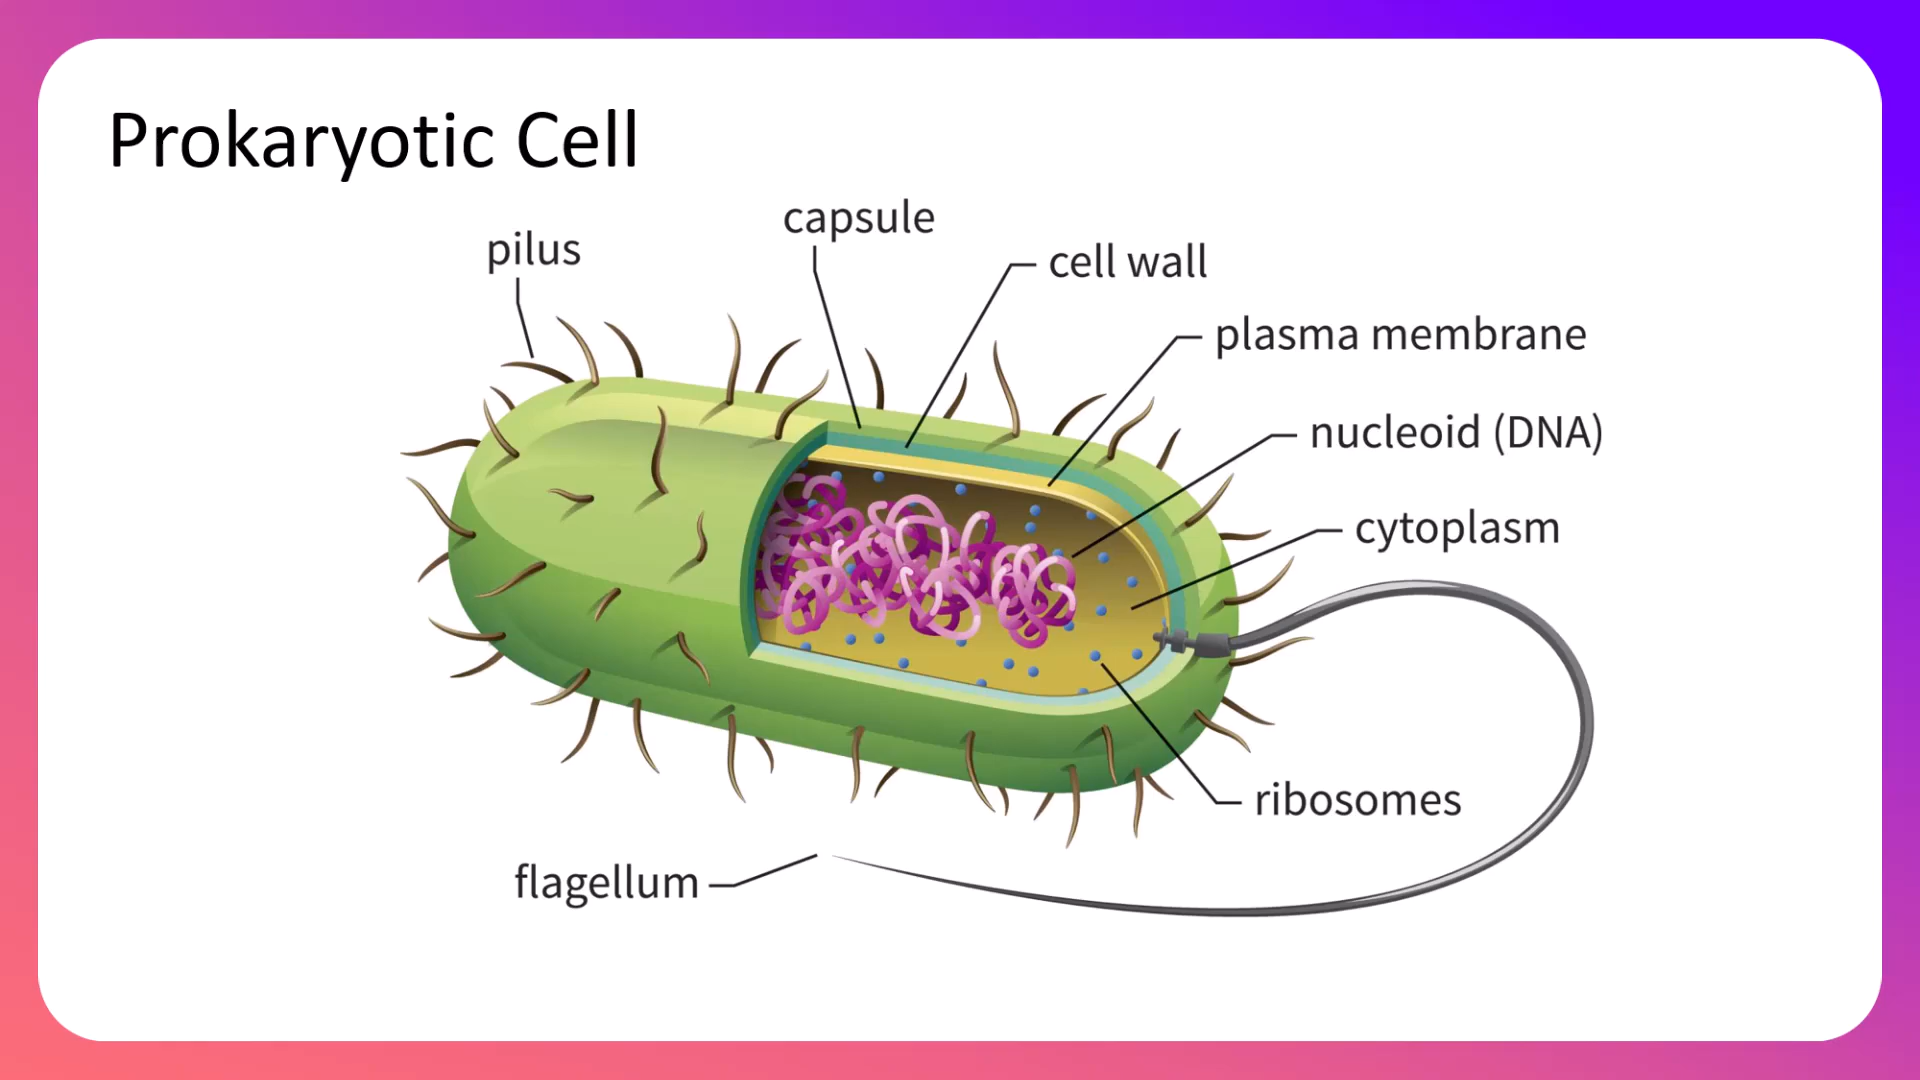 Prokaryotic Cell
capsule
pilus
cell wall
plasma membrane
nucleoid (DNA)
cytoplasm
ribosomes
flagellum